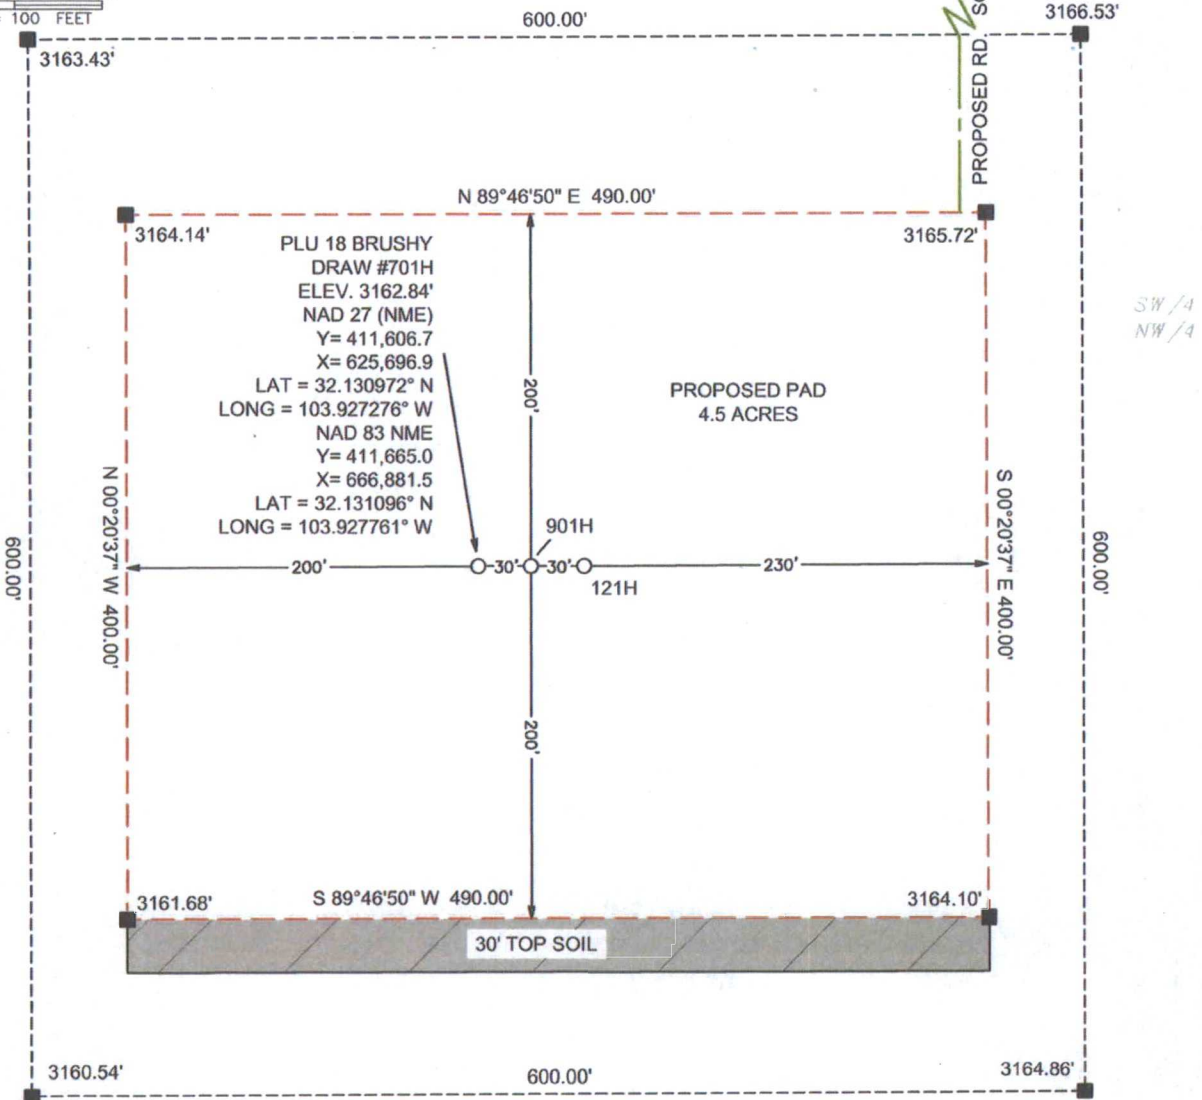 100 FEET
600.00'
3166.53'
3163.43'
PROPOSED RD.
N 89°46'50" E 490.00'
3164.14'
3165.72'
PLU 18 BRUSHY
DRAW #701H
ELEV. 3162.84'
NAD 27 (NME)
Y= 411,606.7
X= 625,696.9
LAT = 32.130972° N
LONG = 103.927276° W
NAD 83 NME
Y= 411,665.0
X= 666,881.5
LAT = 32.131096° N
LONG = 103.927761° W
SW/4
NW/4
200'
PROPOSED PAD
4.5 ACRES
N 00°20'37" W 400.00'
S 00°20'37" E 400.00'
600.00'
600.00'
901H
200'
30'
30'
230'
121H
200'
3161.68'
S 89°46'50" W 490.00'
3164.10'
30' TOP SOIL
3160.54'
600.00'
3164.86'